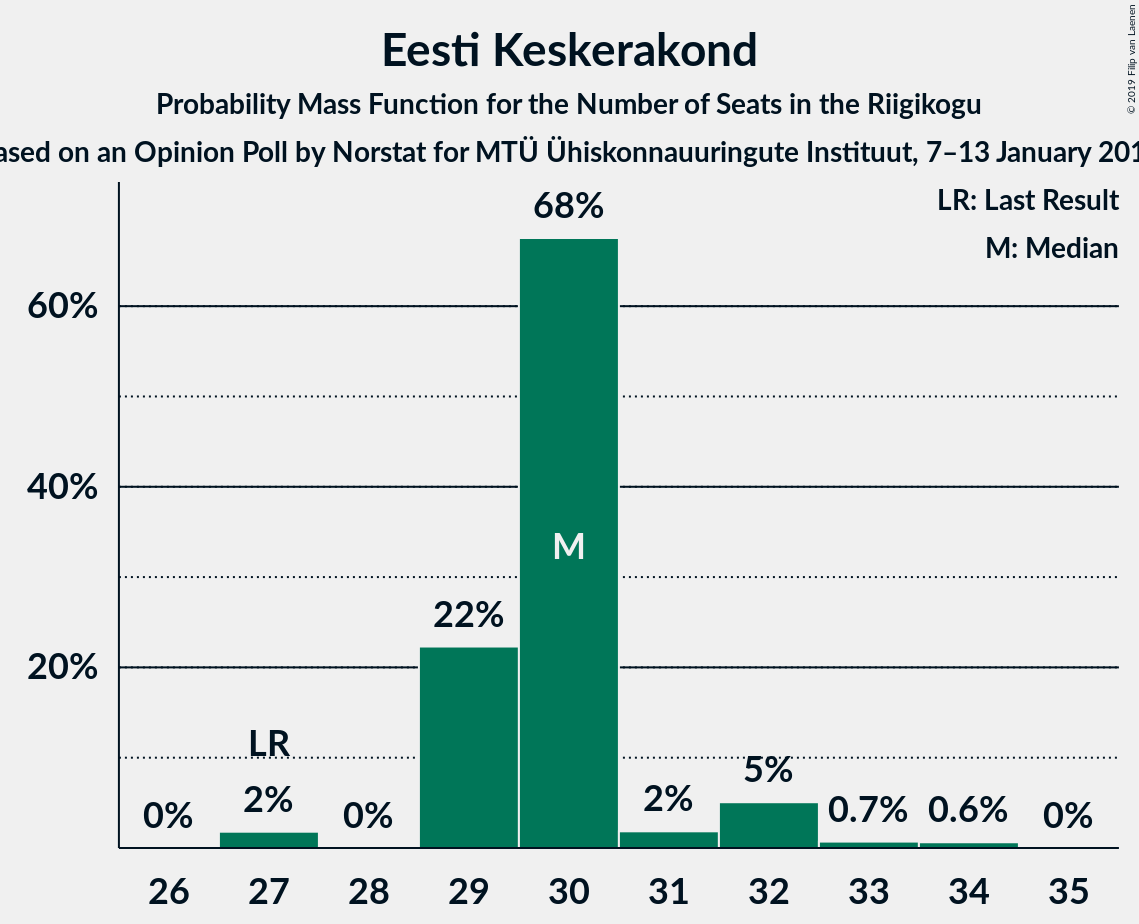 Eesti Keskerakond
Probability Mass Function for the Number of Seats in the Riigikogu
ased on an Opinion Poll by Norstat for MTÜ Ühiskonnauuringute Instituut, 7–13 January 201
© 2019 Filip van Laenen
LR: Last Result
M: Median
68%
60%
40%
M
22%
20%
LR
5%
0%
2%
0%
2%
0.7%
0.6%
0%
26 27 28 29 30 31 32 33 34 35